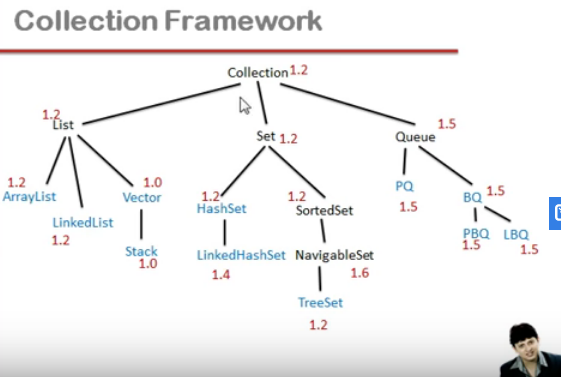 Collection Framework
Collection 1.2
1.2
List
Set 1.2
1.5
Queue
1.2
ArrayList
LinkedList
1.2
1.0
Vector
Stack
1.0
1.2
HashSet
LinkedHashSet
1.4
1.2
SortedSet
NavigableSet
1.6
TreeSet
1.2
PQ
1.5
BQ 1.5
PBQ
1.5
LBQ
1.5